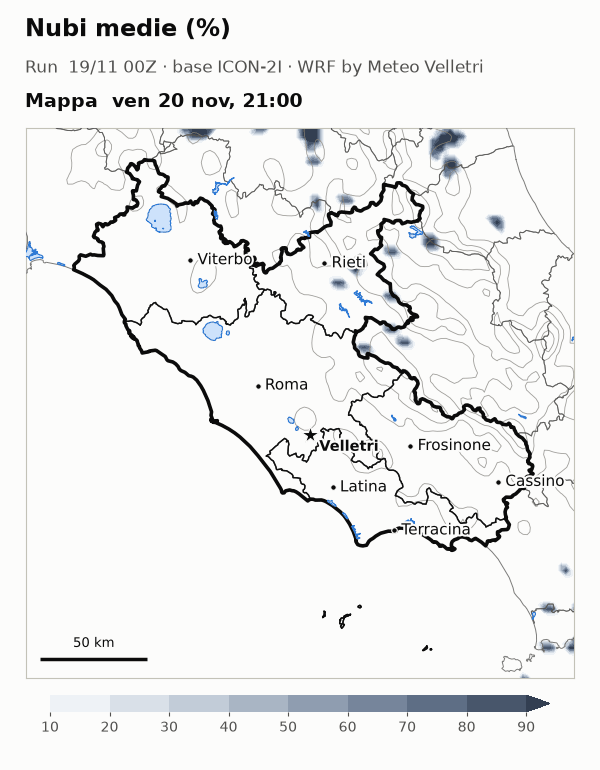 Nubi medie (%)
Run  19/11 00Z · base ICON-2I · WRF by Meteo Velletri
Mappa  ven 20 nov, 21:00
Viterbo
Rieti
Roma
Velletri
Frosinone
Latina
Cassino
Terracina
50 km
10 20 30 40 50 60 70 80 90